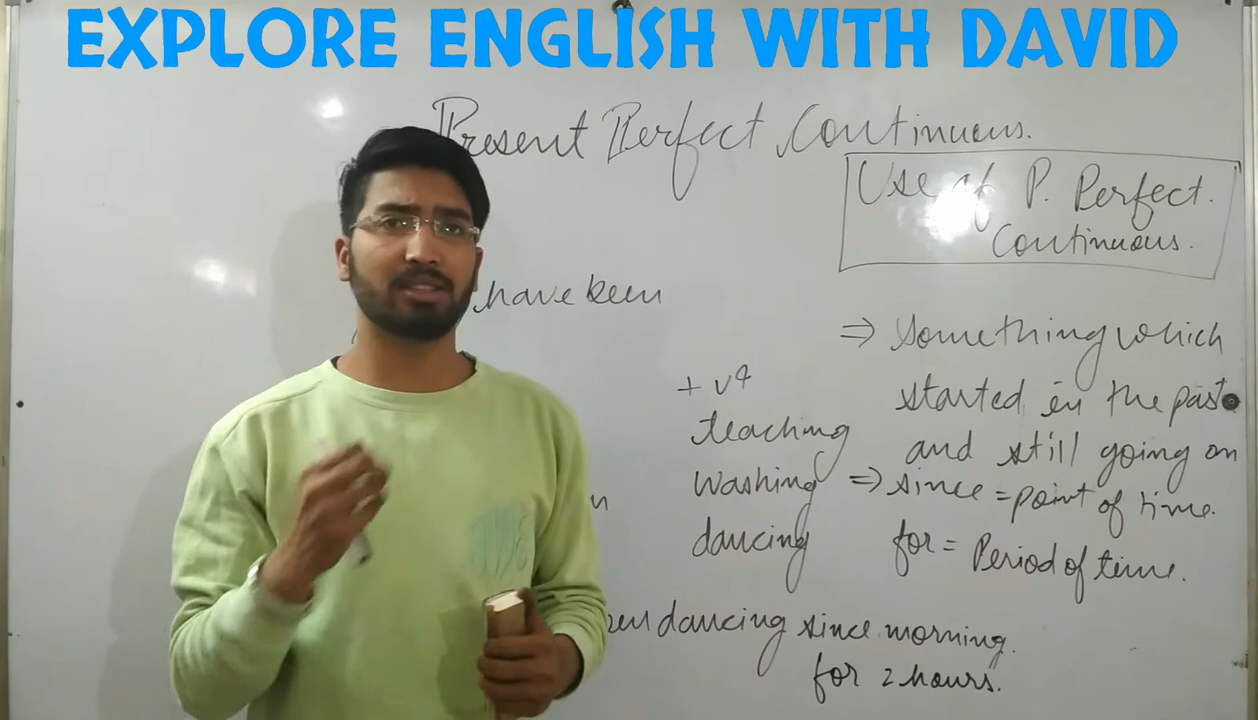 EXPLORE ENGLISH WITH DAVID
Present Perfect Continuous.
Use of P. Perfect.
Continuous.
have been
⇒ something which
+ v4
started in the past
teaching
and still going on
washing
⇒ since = point of time.
dancing
for = Period of time.
dancing since morning.
for 2 hours.